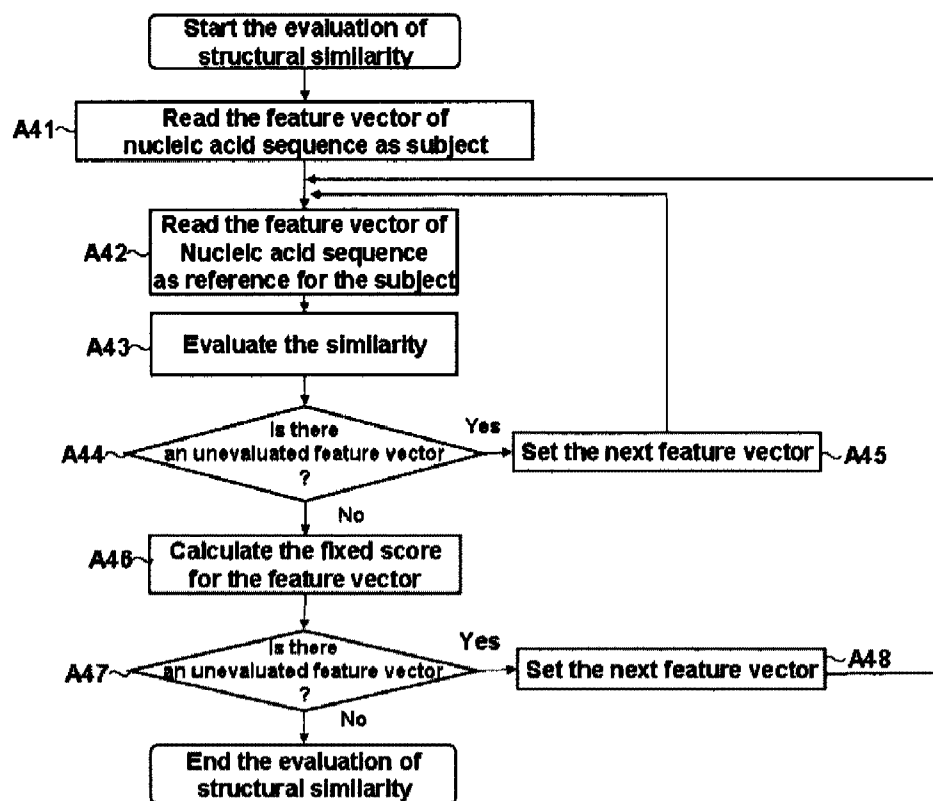 Start the evaluation of
structural similarity
A41
Read the feature vector of
nucleic acid sequence as subject
A42
Read the feature vector of
Nucleic acid sequence
as reference for the subject
A43
Evaluate the similarity
A44
Is there
an unevaluated feature vector
?
Yes
Set the next feature vector
A45
No
A46
Calculate the fixed score
for the feature vector
A47
Is there
an unevaluated feature vector
?
Yes
Set the next feature vector
A48
No
End the evaluation of
structural similarity